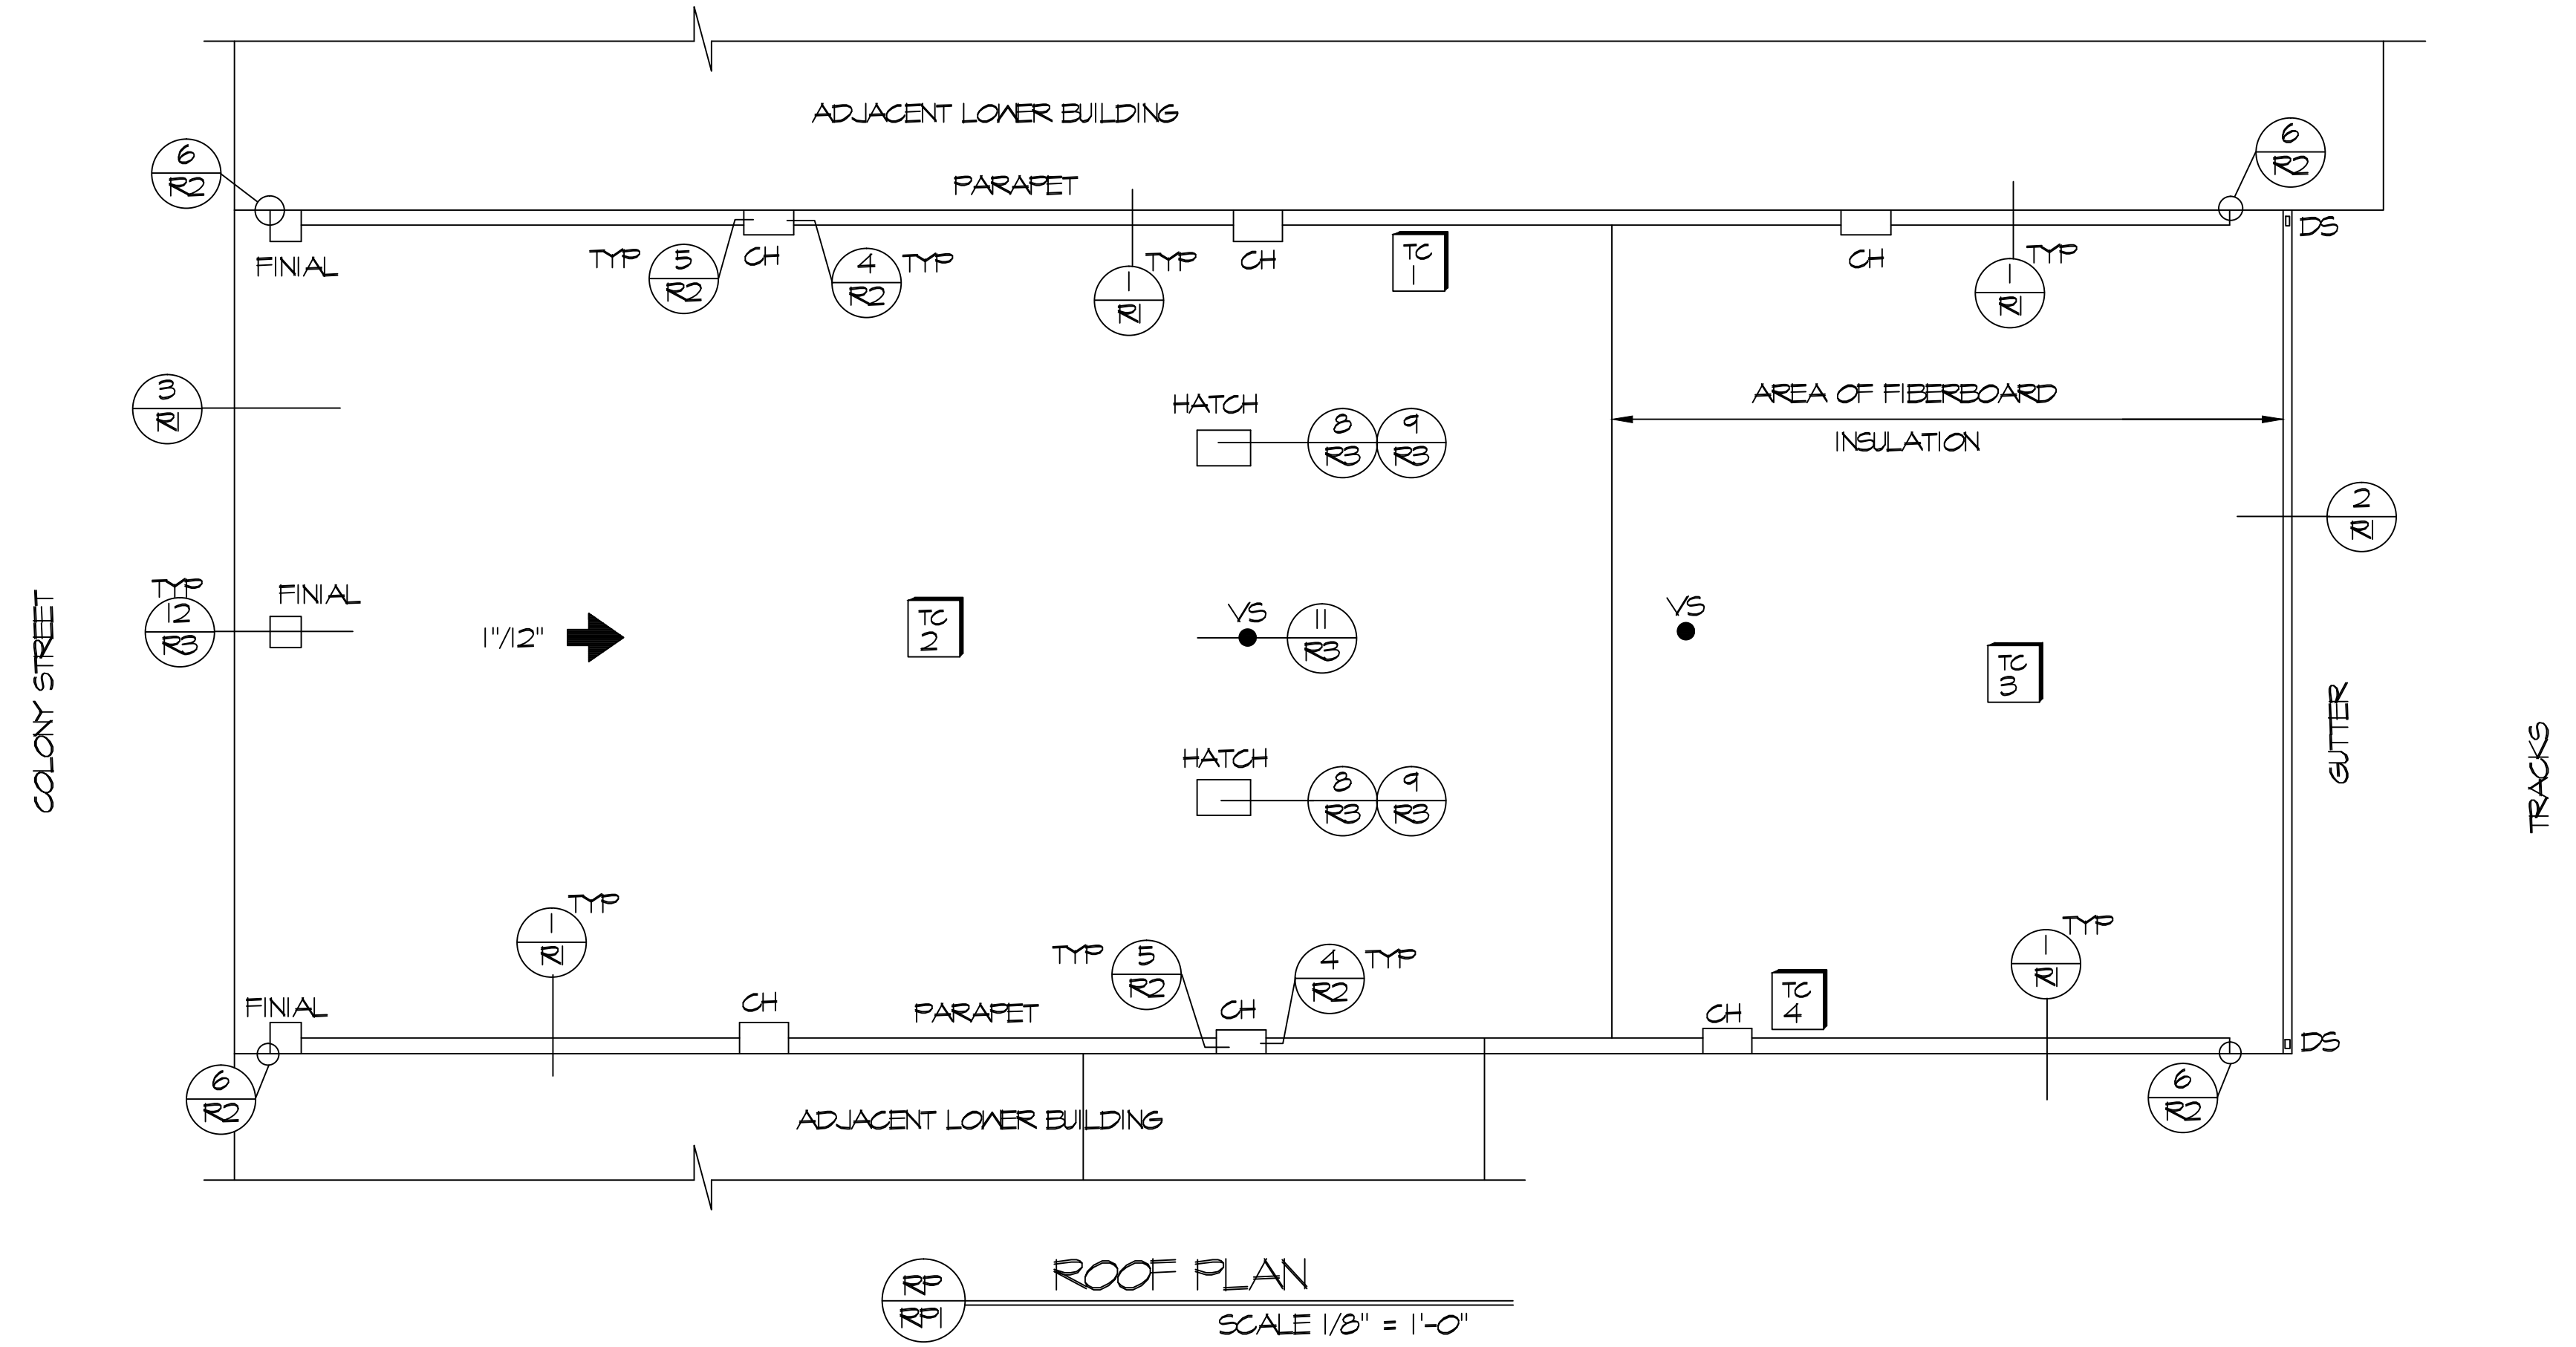 ADJACENT LOWER BUILDING
6
R2
6
R2
PARAPET
DS
FINIAL
TYP
5
R2
CH
4
R2
TYP
TYP
1
R1
CH
TC
1
CH
TYP
1
R1
3
R1
HATCH
8
R3
9
R3
AREA OF FIBERBOARD
INSULATION
2
R1
COLONY STREET
TYP
12
R3
FINIAL
1"/12"
TC
2
VS
11
R3
VS
TC
3
GUTTER
TRACKS
HATCH
8
R3
9
R3
TYP
1
R1
TYP
5
R2
4
R2
TYP
TYP
1
R1
FINIAL
CH
PARAPET
CH
CH
TC
4
DS
6
R2
6
R2
ADJACENT LOWER BUILDING
RP
RP1
ROOF PLAN
SCALE 1/8" = 1'-0"